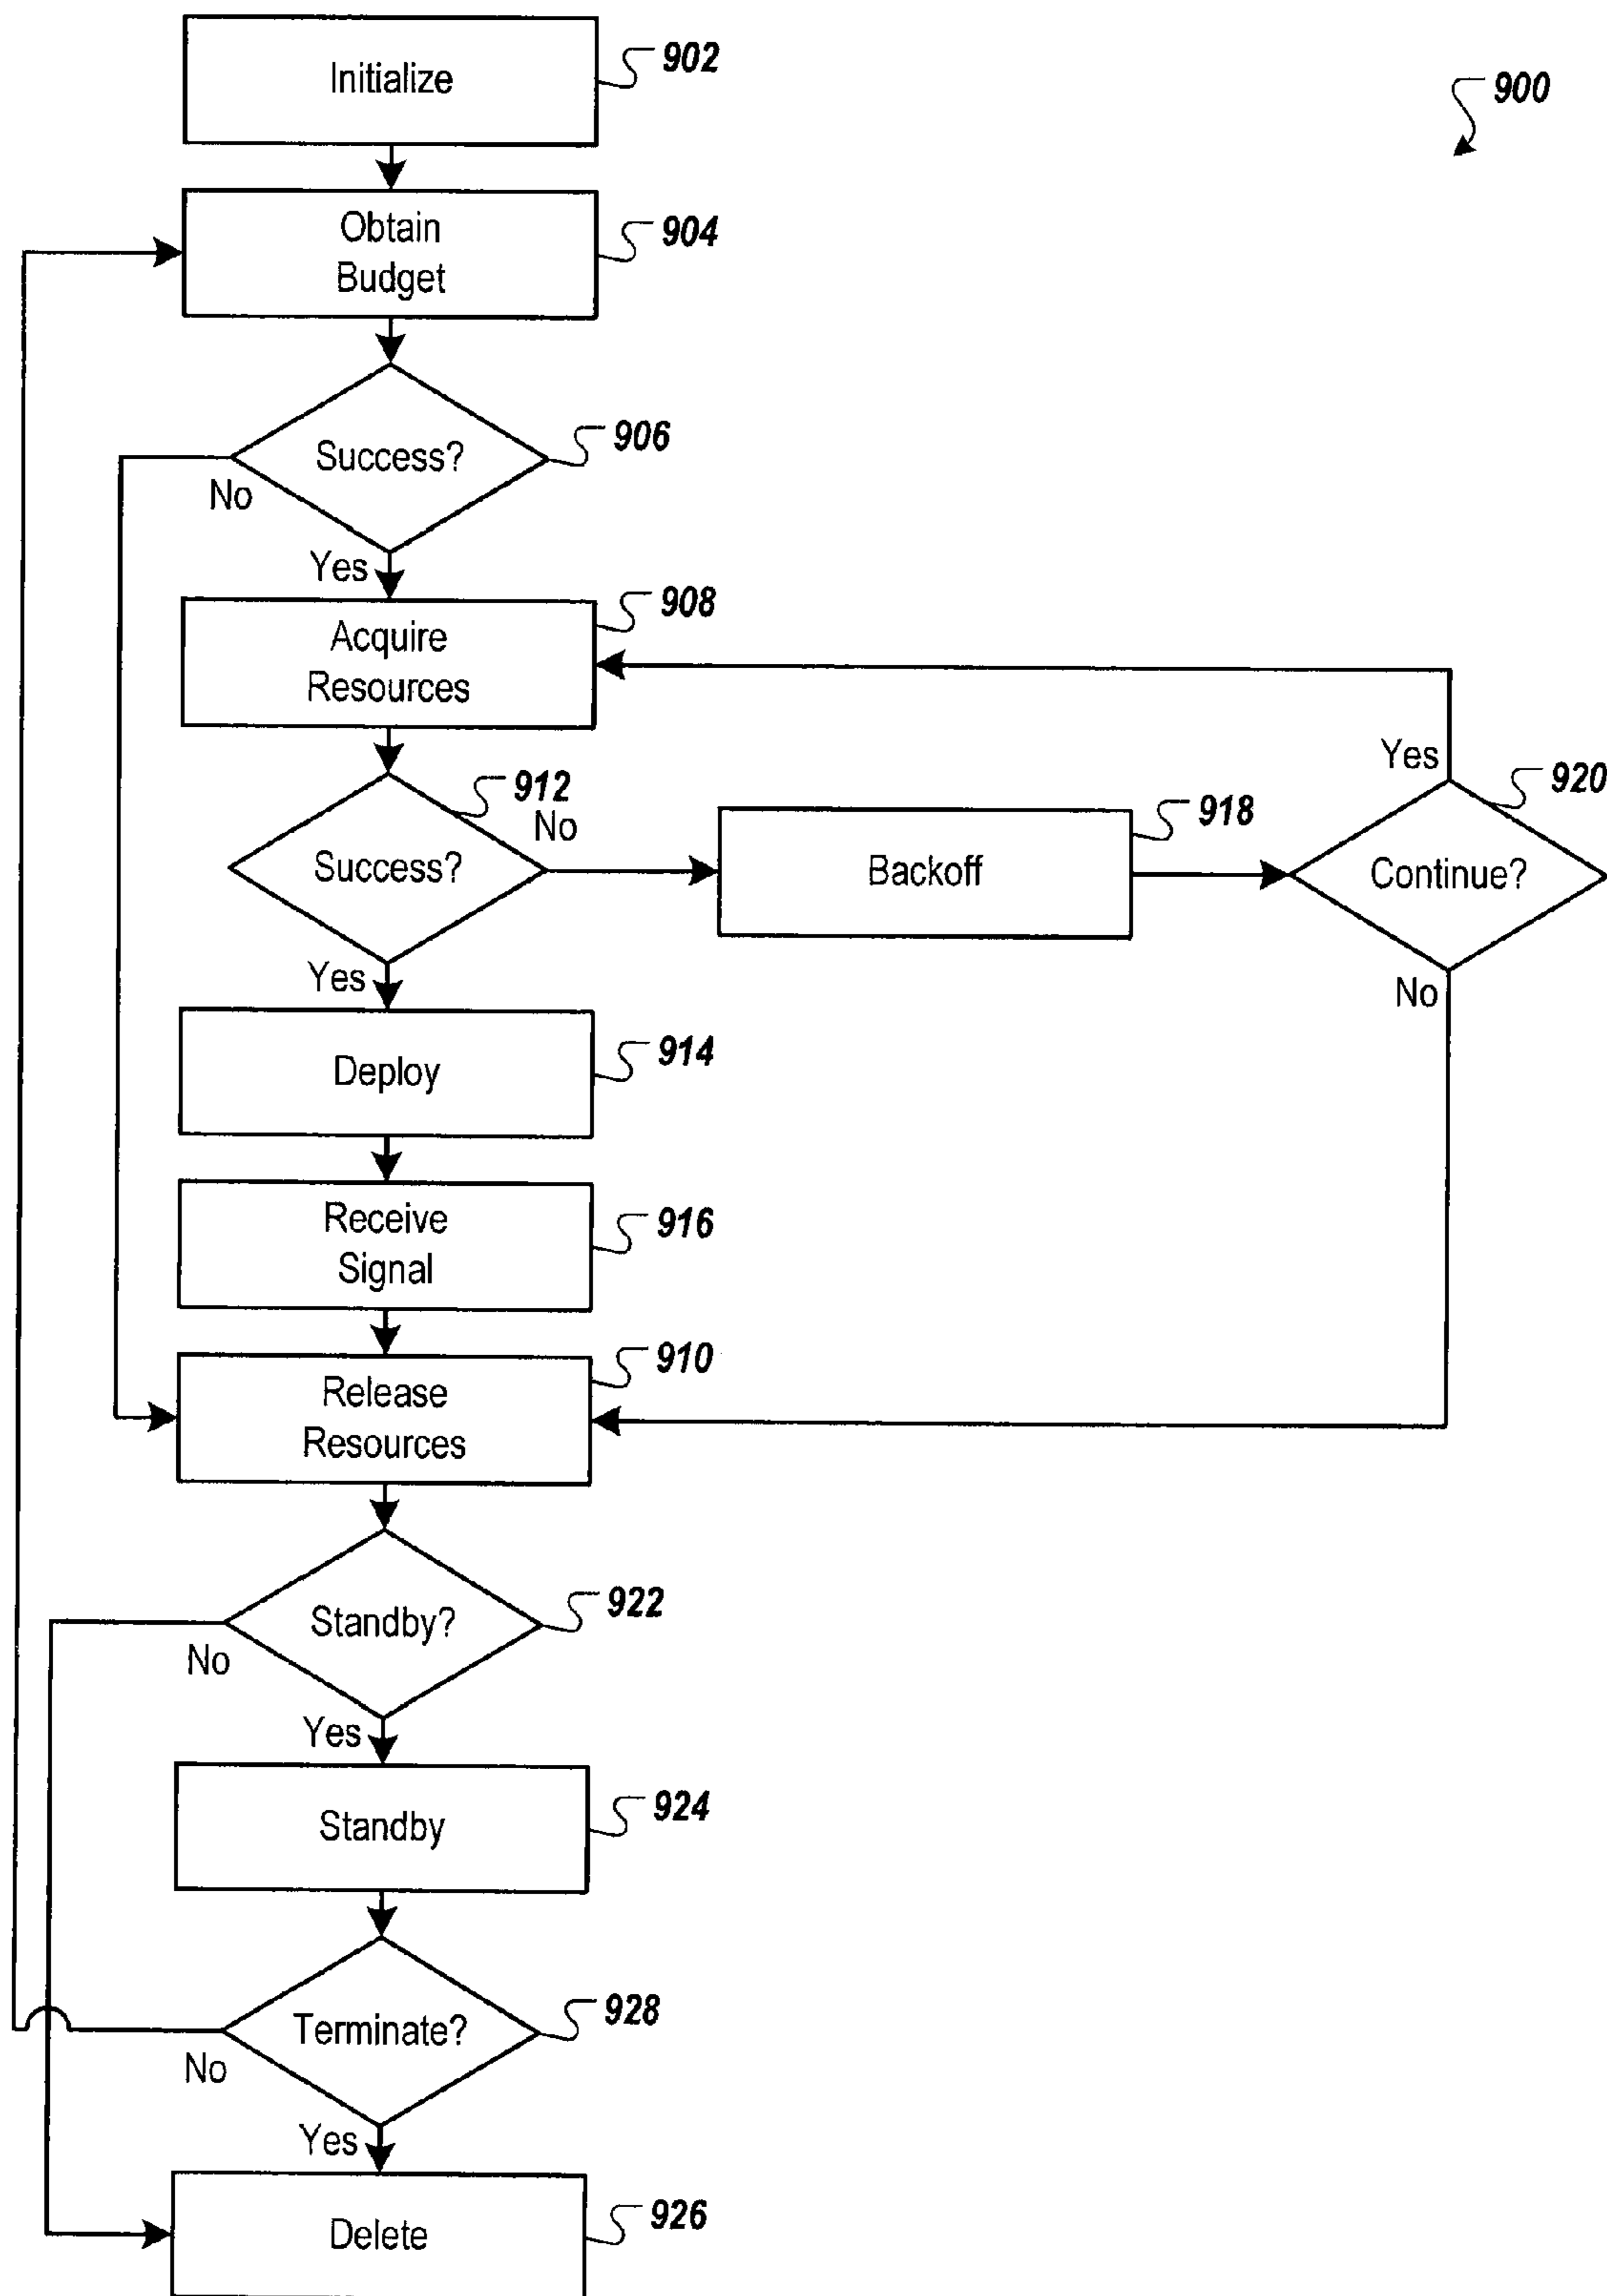 Initialize
902
900
Obtain
Budget
904
Success?
906
No
Yes
Acquire
Resources
908
Success?
912
No
Backoff
918
Continue?
920
Yes
No
Yes
Deploy
914
Receive
Signal
916
Release
Resources
910
Standby?
922
No
Yes
Standby
924
Terminate?
928
No
Yes
Delete
926